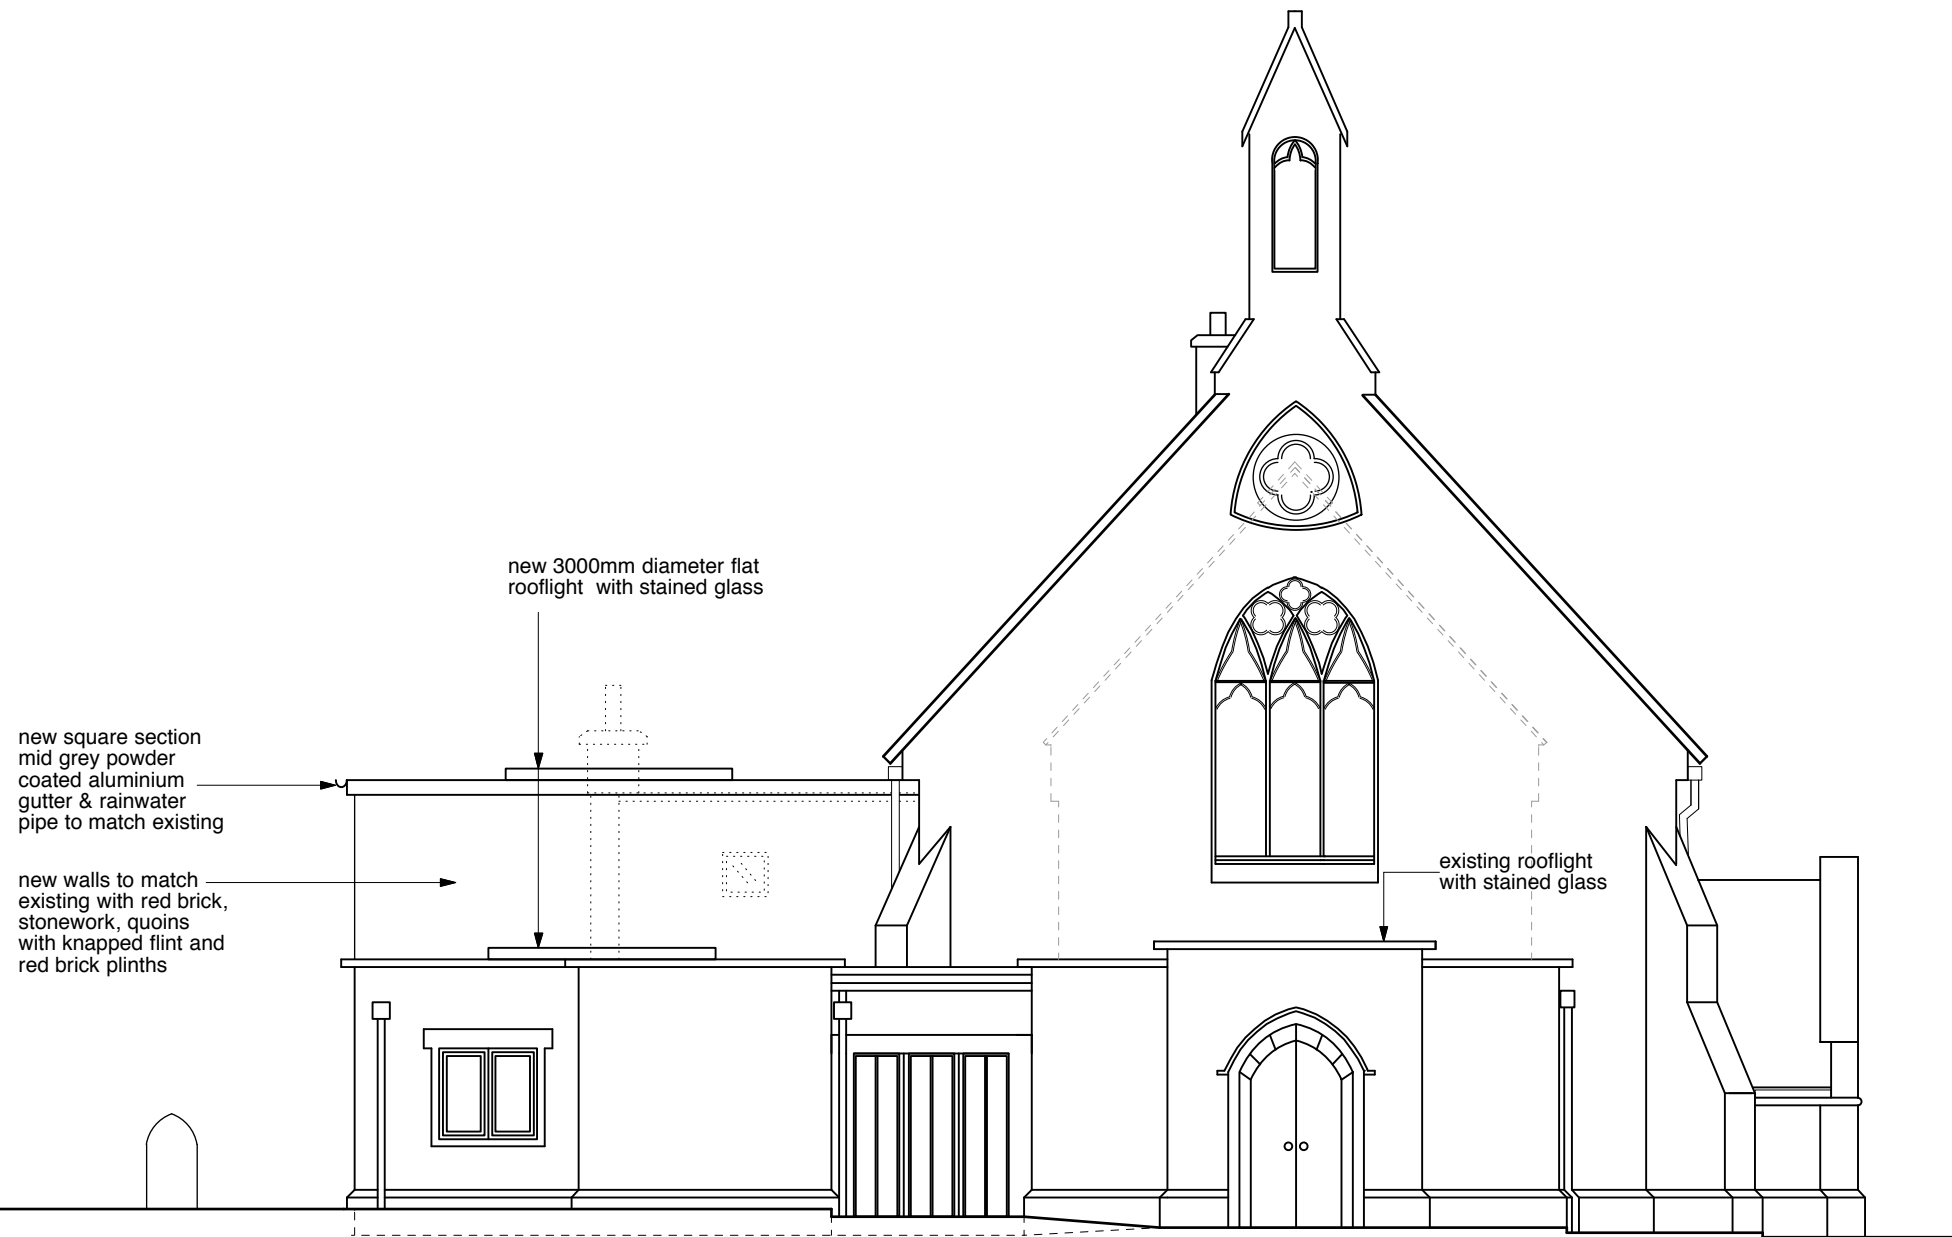 new 3000mm diameter flat
rooflight with stained glass
new square section
mid grey powder
coated aluminium
gutter & rainwater
pipe to match existing
new walls to match
existing with red brick,
stonework, quoins
with knapped flint and
red brick plinths
existing rooflight
with stained glass